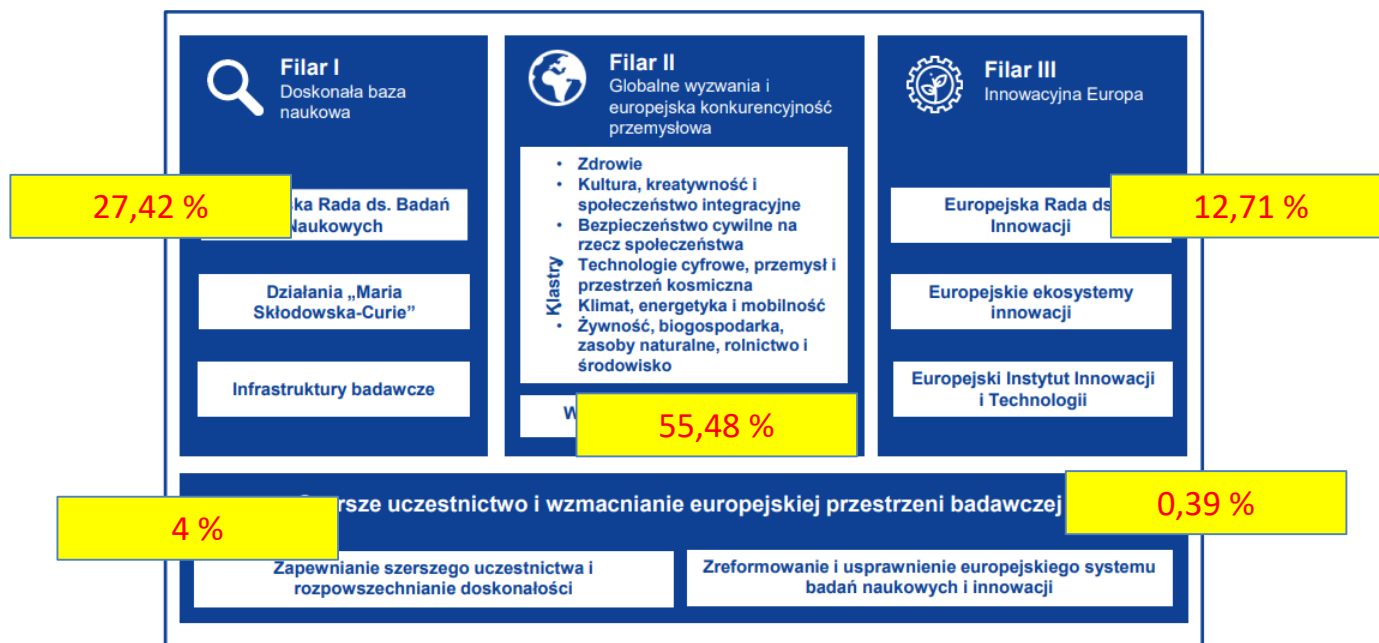 Filar I
Doskonała baza
naukowa
27,42 %
Rada ds. Badań
Naukowych
Działania „Maria
Skłodowska-Curie”
Infrastruktury badawcze
Filar II
Globalne wyzwania i
europejska konkurencyjność
przemysłowa
Klastry
• Zdrowie
• Kultura, kreatywność i
społeczeństwo integracyjne
• Bezpieczeństwo cywilne na
rzecz społeczeństwa
• Technologie cyfrowe, przemysł i
przestrzeń kosmiczna
• Klimat, energetyka i mobilność
• Żywność, biogospodarka,
zasoby naturalne, rolnictwo i
środowisko
55,48 %
Filar III
Innowacyjna Europa
Europejska Rada ds
Innowacji
12,71 %
Europejskie ekosystemy
innowacji
Europejski Instytut Innowacji
i Technologii
uczestnictwo i wzmacnianie europejskiej przestrzeni badawczej
4 %
0,39 %
Zapewnianie szerszego uczestnictwa i
rozpowszechnianie doskonałości
Zreformowanie i usprawnienie europejskiego systemu
badań naukowych i innowacji